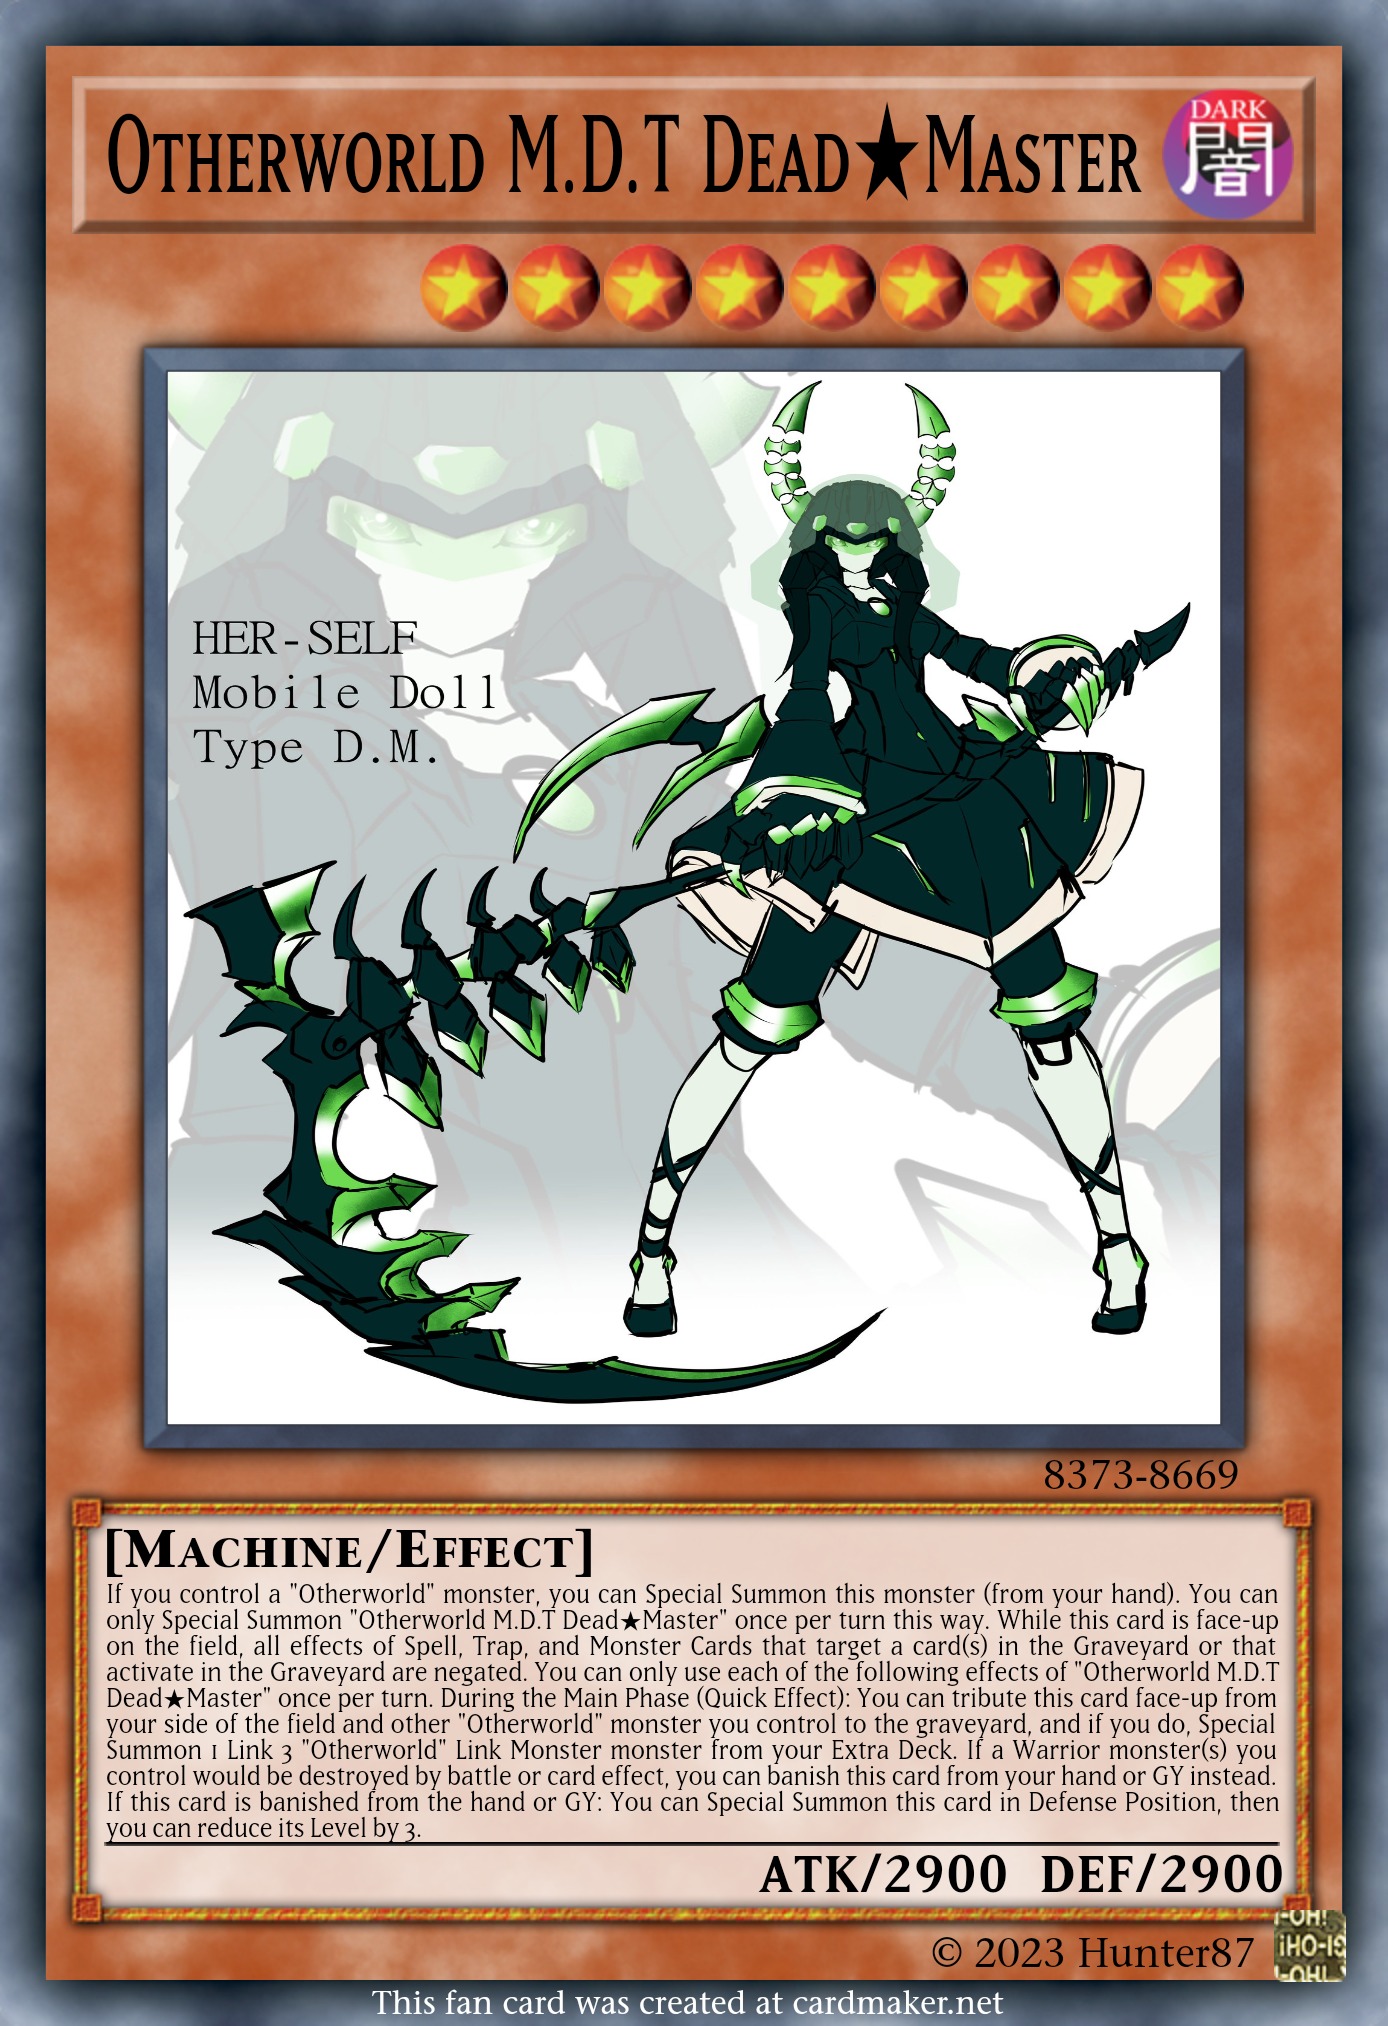 Otherworld M.D.T Dead★Master
DARK
闇
HER-SELF
Mobile Doll
Type D.M.
8373-8669
[Machine/Effect]
If you control a "Otherworld" monster, you can Special Summon this monster (from your hand). You can
only Special Summon "Otherworld M.D.T Dead★Master" once per turn this way. While this card is face-up
on the field, all effects of Spell, Trap, and Monster Cards that target a card(s) in the Graveyard or that
activate in the Graveyard are negated. You can only use each of the following effects of "Otherworld M.D.T
Dead★Master" once per turn. During the Main Phase (Quick Effect): You can tribute this card face-up from
your side of the field and other "Otherworld" monster you control to the graveyard, and if you do, Special
Summon 1 Link 3 "Otherworld" Link Monster monster from your Extra Deck. If a Warrior monster(s) you
control would be destroyed by battle or card effect, you can banish this card from your hand or GY instead.
If this card is banished from the hand or GY: You can Special Summon this card in Defense Position, then
you can reduce its Level by 3.
ATK/2900 DEF/2900
© 2023 Hunter87
This fan card was created at cardmaker.net